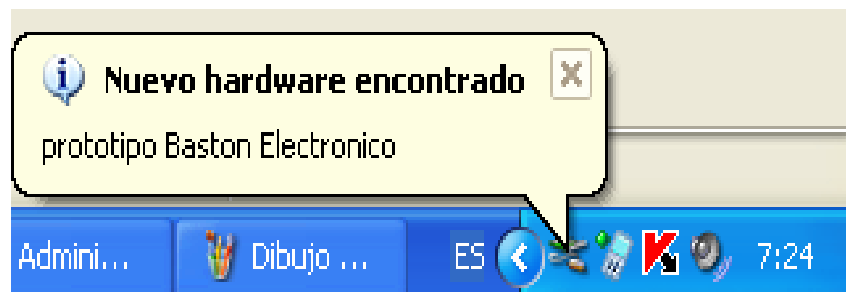 Nuevo hardware encontrado
prototipo Baston Electronico
Admini...
Dibujo ...
ES
7:24